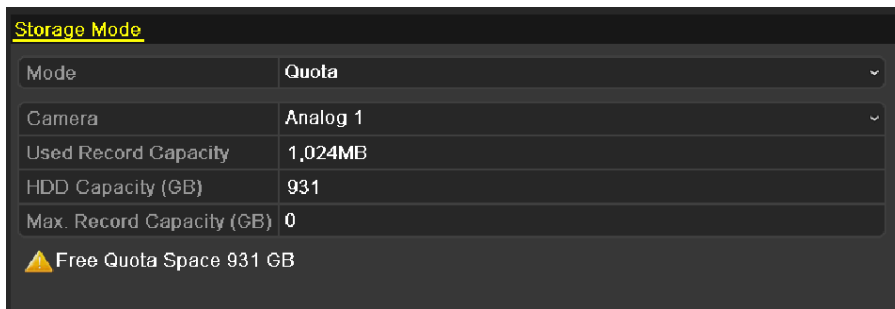 Storage Mode
Mode Quota
Camera Analog 1
Used Record Capacity 1,024MB
HDD Capacity (GB) 931
Max. Record Capacity (GB) 0
Free Quota Space 931 GB